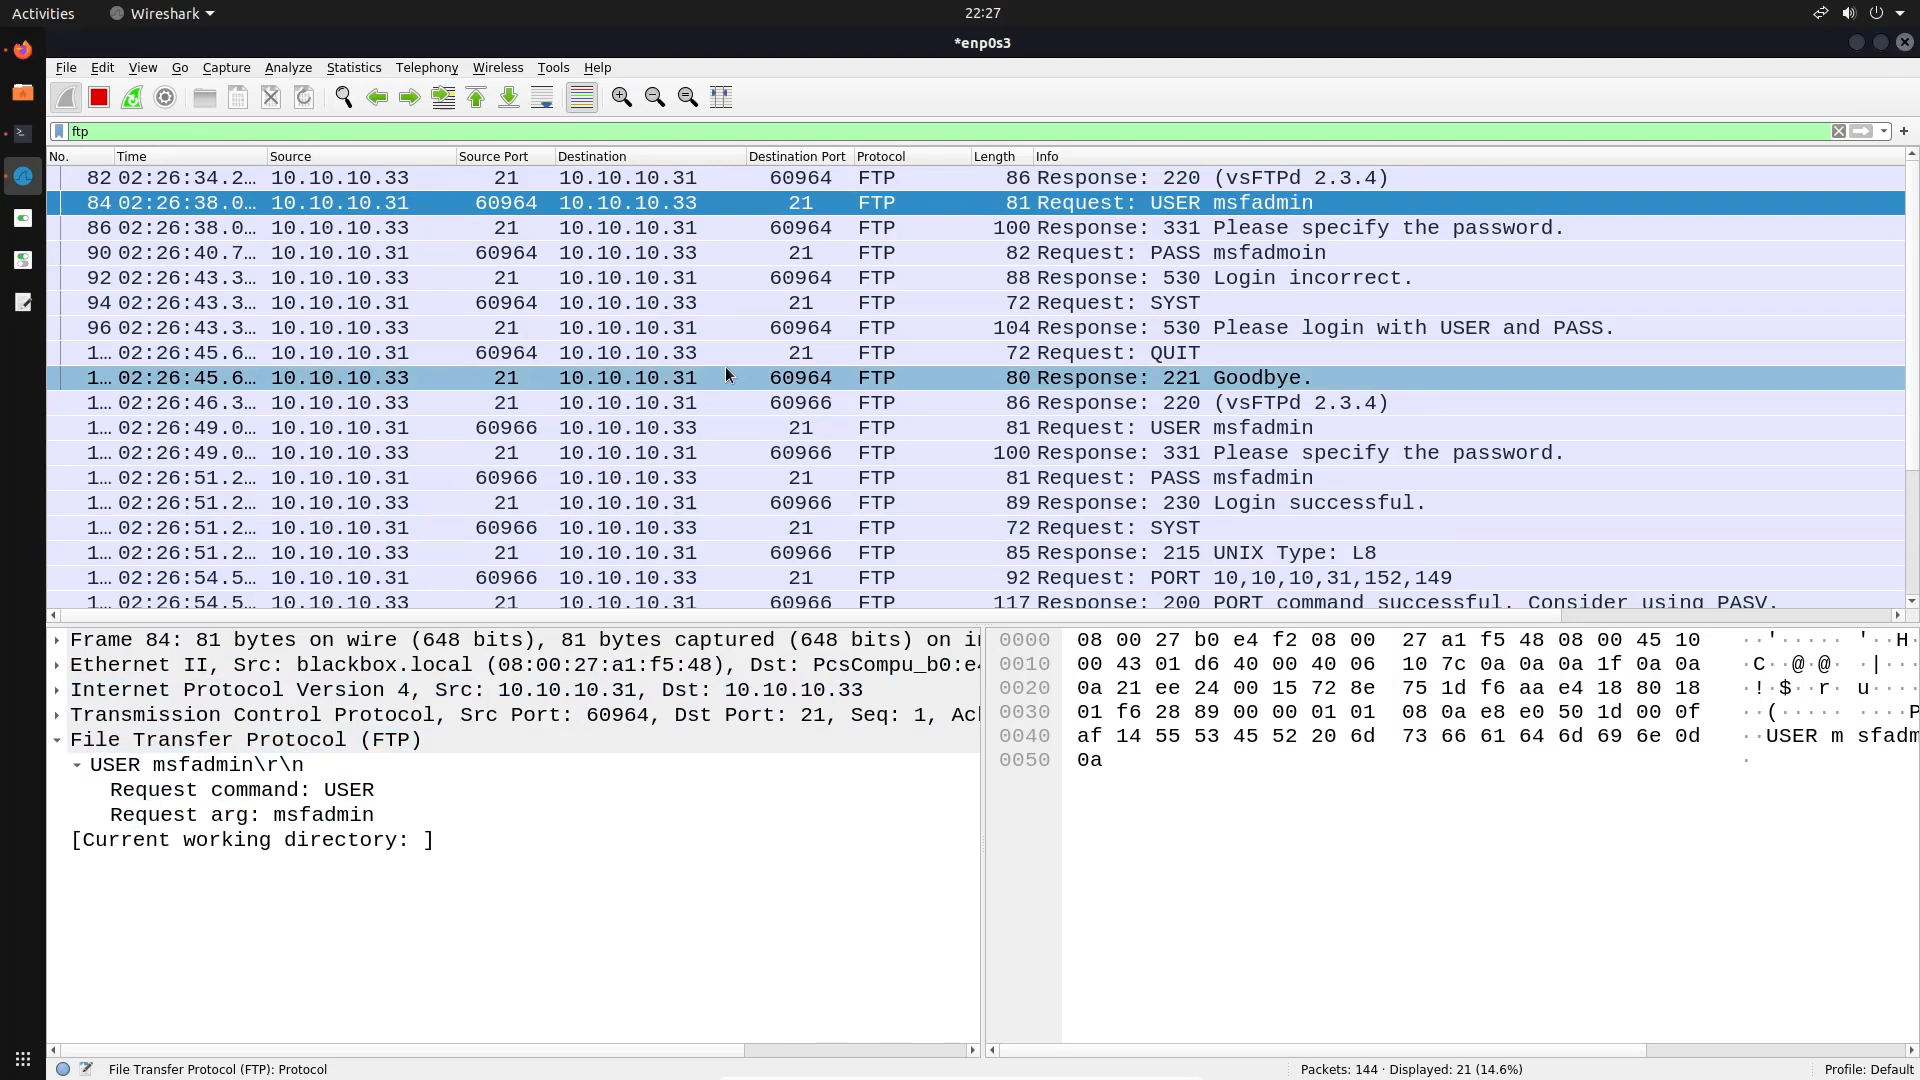 Activities Wireshark 22:27
*enp0s3
File Edit View Go Capture Analyze Statistics Telephony Wireless Tools Help
ftp
No. Time Source Source Port Destination Destination Port Protocol Length Info
82 02:26:34.2… 10.10.10.33 21 10.10.10.31 60964 FTP 86 Response: 220 (vsFTPd 2.3.4)
84 02:26:38.0… 10.10.10.31 60964 10.10.10.33 21 FTP 81 Request: USER msfadmin
86 02:26:38.0… 10.10.10.33 21 10.10.10.31 60964 FTP 100 Response: 331 Please specify the password.
90 02:26:40.7… 10.10.10.31 60964 10.10.10.33 21 FTP 82 Request: PASS msfadmoin
92 02:26:43.3… 10.10.10.33 21 10.10.10.31 60964 FTP 88 Response: 530 Login incorrect.
94 02:26:43.3… 10.10.10.31 60964 10.10.10.33 21 FTP 72 Request: SYST
96 02:26:43.3… 10.10.10.33 21 10.10.10.31 60964 FTP 104 Response: 530 Please login with USER and PASS.
1… 02:26:45.6… 10.10.10.31 60964 10.10.10.33 21 FTP 72 Request: QUIT
1… 02:26:45.6… 10.10.10.33 21 10.10.10.31 60964 FTP 80 Response: 221 Goodbye.
1… 02:26:46.3… 10.10.10.33 21 10.10.10.31 60966 FTP 86 Response: 220 (vsFTPd 2.3.4)
1… 02:26:49.0… 10.10.10.31 60966 10.10.10.33 21 FTP 81 Request: USER msfadmin
1… 02:26:49.0… 10.10.10.33 21 10.10.10.31 60966 FTP 100 Response: 331 Please specify the password.
1… 02:26:51.2… 10.10.10.31 60966 10.10.10.33 21 FTP 81 Request: PASS msfadmin
1… 02:26:51.2… 10.10.10.33 21 10.10.10.31 60966 FTP 89 Response: 230 Login successful.
1… 02:26:51.2… 10.10.10.31 60966 10.10.10.33 21 FTP 72 Request: SYST
1… 02:26:51.2… 10.10.10.33 21 10.10.10.31 60966 FTP 85 Response: 215 UNIX Type: L8
1… 02:26:54.5… 10.10.10.31 60966 10.10.10.33 21 FTP 92 Request: PORT 10,10,10,31,152,149
1… 02:26:54.5… 10.10.10.33 21 10.10.10.31 60966 FTP 117 Response: 200 PORT command successful. Consider using PASV.
Frame 84: 81 bytes on wire (648 bits), 81 bytes captured (648 bits) on i
Ethernet II, Src: blackbox.local (08:00:27:a1:f5:48), Dst: PcsCompu_b0:e4
Internet Protocol Version 4, Src: 10.10.10.31, Dst: 10.10.10.33
Transmission Control Protocol, Src Port: 60964, Dst Port: 21, Seq: 1, Ac
File Transfer Protocol (FTP)
USER msfadmin\r\n
Request command: USER
Request arg: msfadmin
[Current working directory: ]
0000 08 00 27 b0 e4 f2 08 00 27 a1 f5 48 08 00 45 10 ··'····· '··H·
0010 00 43 01 d6 40 00 40 06 10 7c 0a 0a 0a 1f 0a 0a ·C··@·@· ·|···
0020 0a 21 ee 24 00 15 72 8e 75 1d f6 aa e4 18 80 18 ·!·$··r· u····
0030 01 f6 28 89 00 00 01 01 08 0a e8 e0 50 1d 00 0f ··(····· ····P
0040 af 14 55 53 45 52 20 6d 73 66 61 64 6d 69 6e 0d ··USER m sfadm
0050 0a ·
File Transfer Protocol (FTP): Protocol Packets: 144 · Displayed: 21 (14.6%) Profile: Default